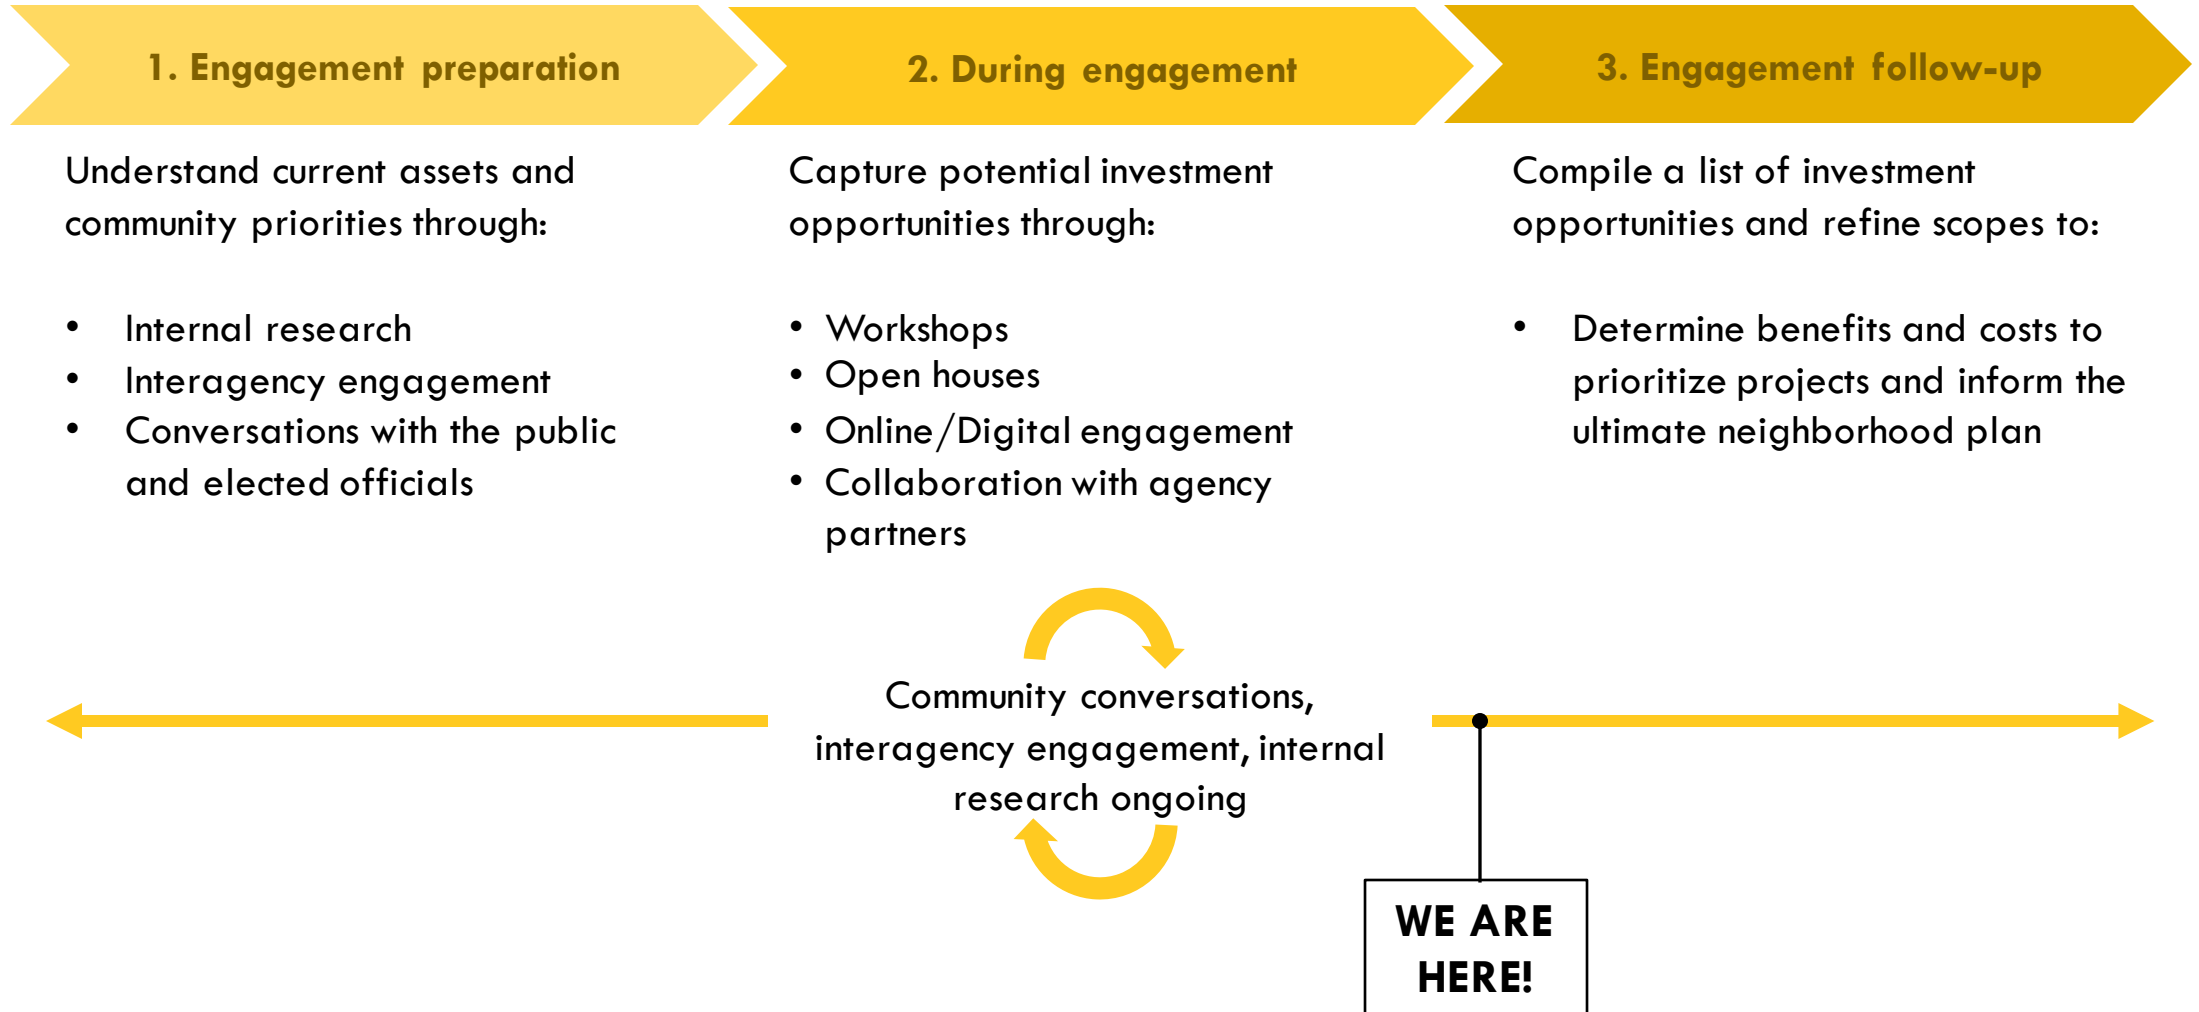 1. Engagement preparation
2. During engagement
3. Engagement follow-up
Understand current assets and
community priorities through:
• Internal research
• Interagency engagement
• Conversations with the public
and elected officials
Capture potential investment
opportunities through:
• Workshops
• Open houses
• Online/Digital engagement
• Collaboration with agency
partners
Compile a list of investment
opportunities and refine scopes to:
• Determine benefits and costs to
prioritize projects and inform the
ultimate neighborhood plan
Community conversations,
interagency engagement, internal
research ongoing
WE ARE
HERE!